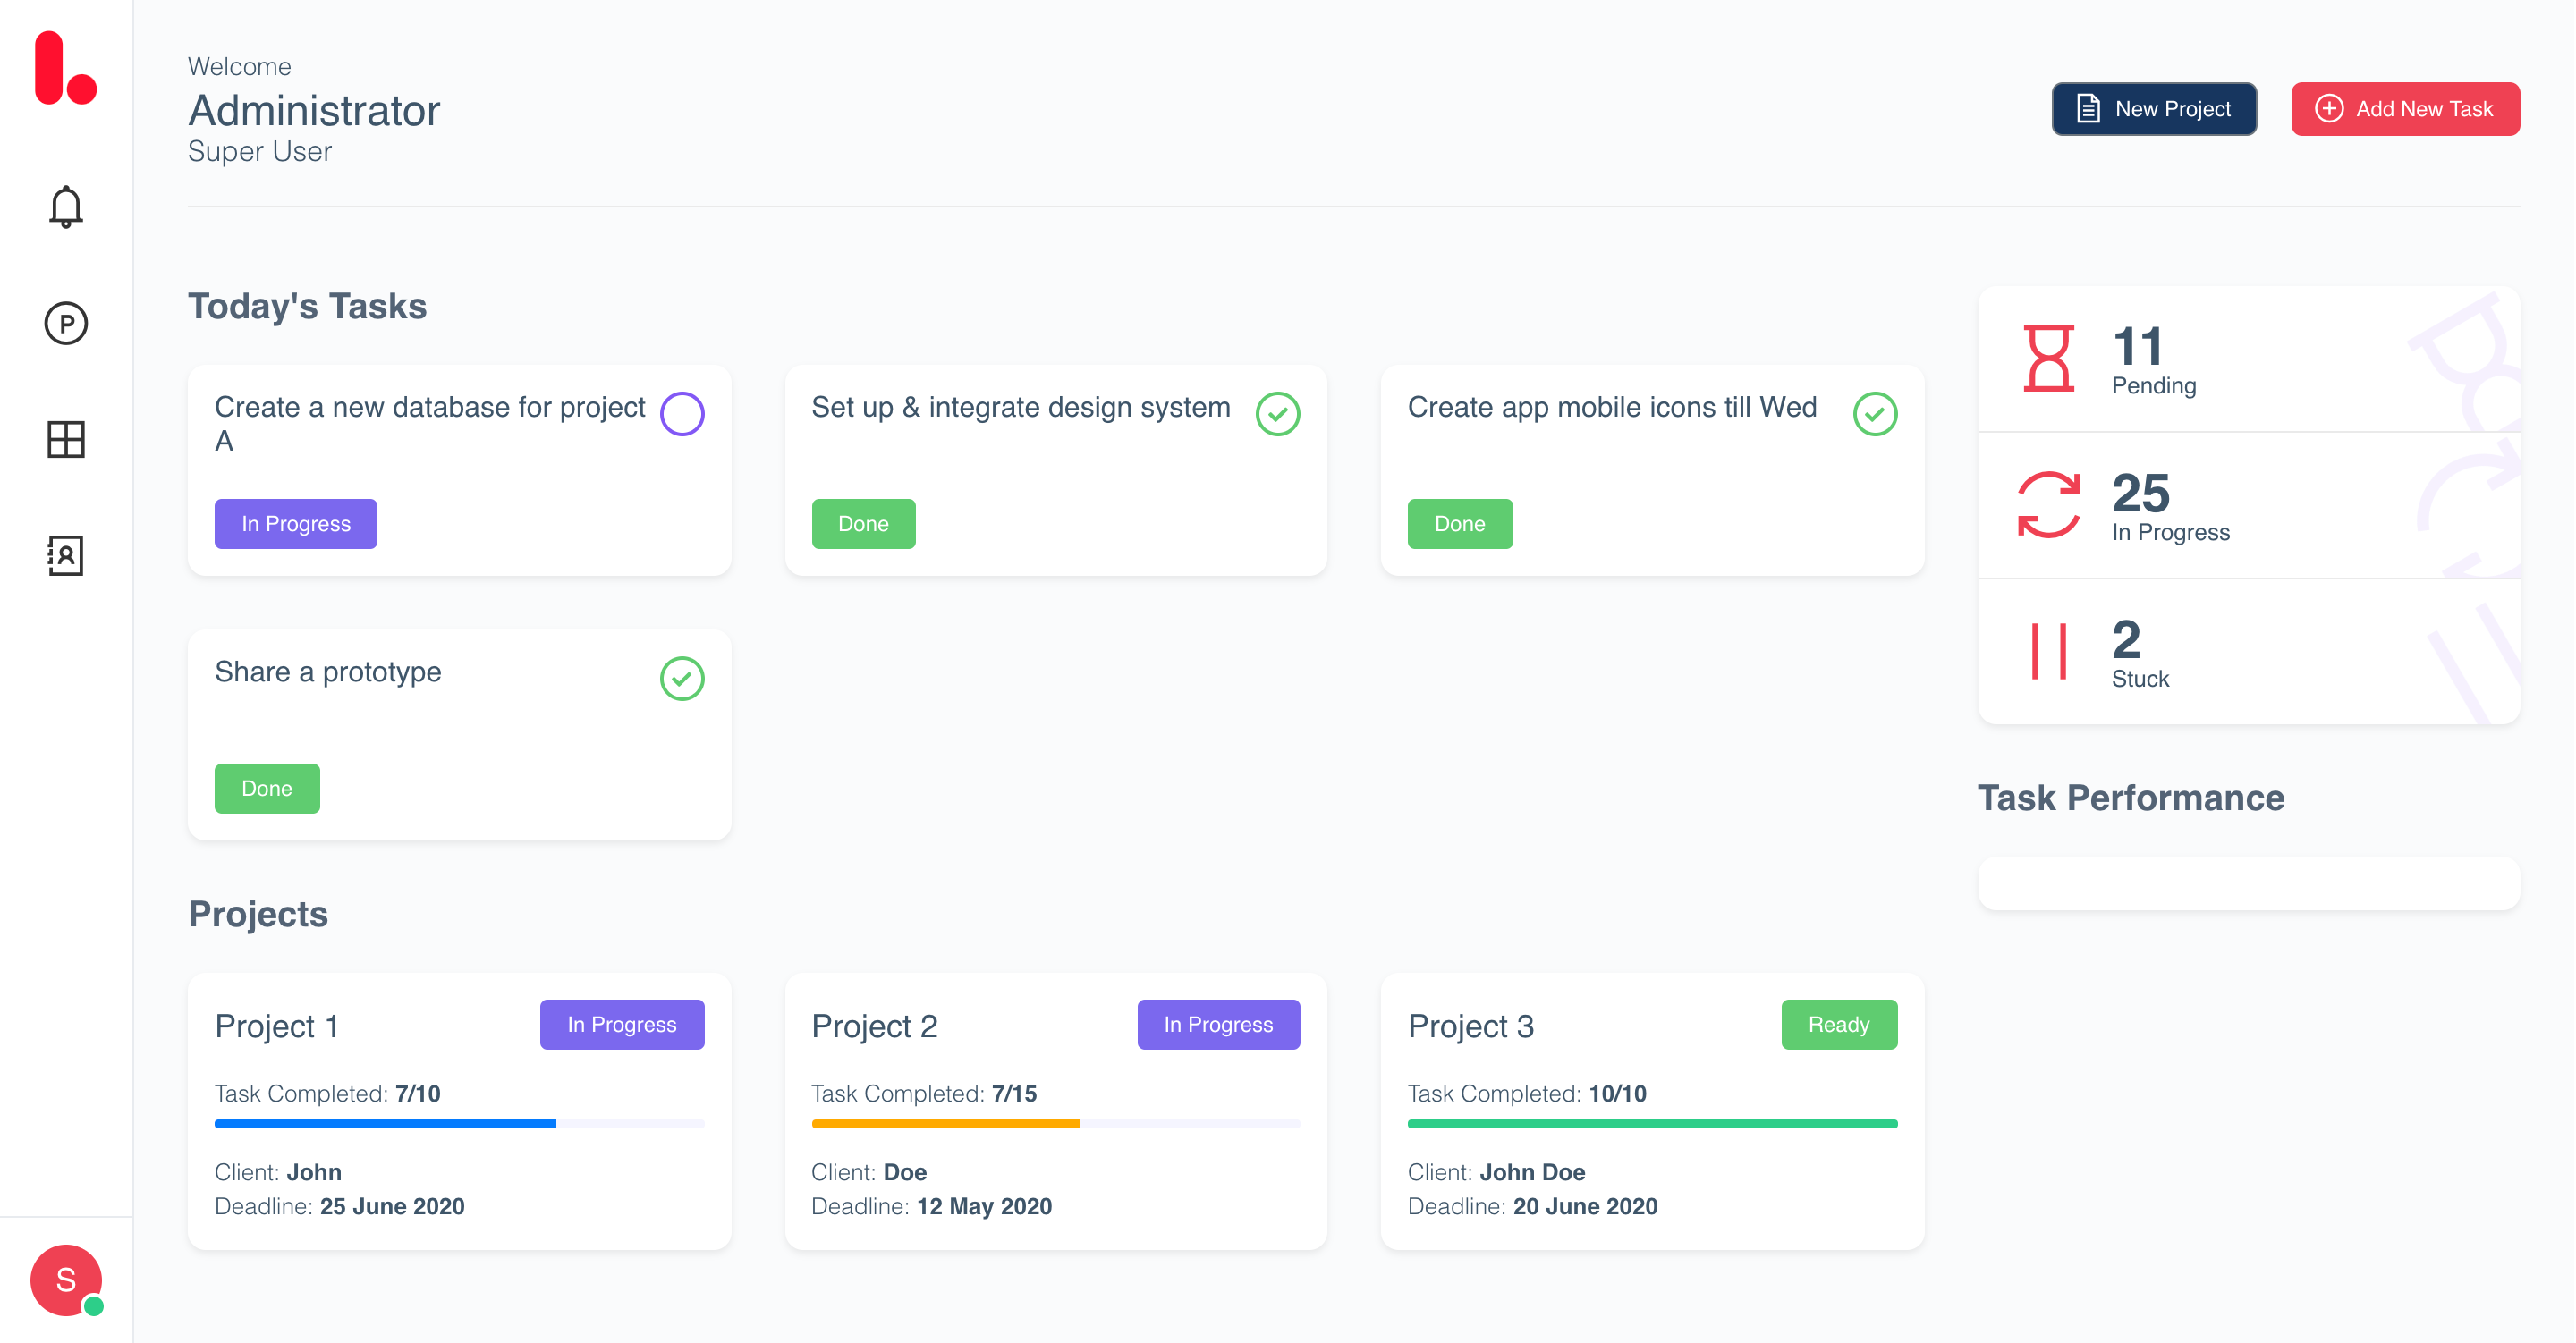 Welcome
Administrator
Super User
New Project
Add New Task
P
Today's Tasks
Create a new database for project
A
In Progress
Set up & integrate design system
Done
Create app mobile icons till Wed
Done
Share a prototype
Done
11
Pending
25
In Progress
2
Stuck
Task Performance
Projects
Project 1
In Progress
Task Completed: 7/10
Client: John
Deadline: 25 June 2020
Project 2
In Progress
Task Completed: 7/15
Client: Doe
Deadline: 12 May 2020
Project 3
Ready
Task Completed: 10/10
Client: John Doe
Deadline: 20 June 2020
S